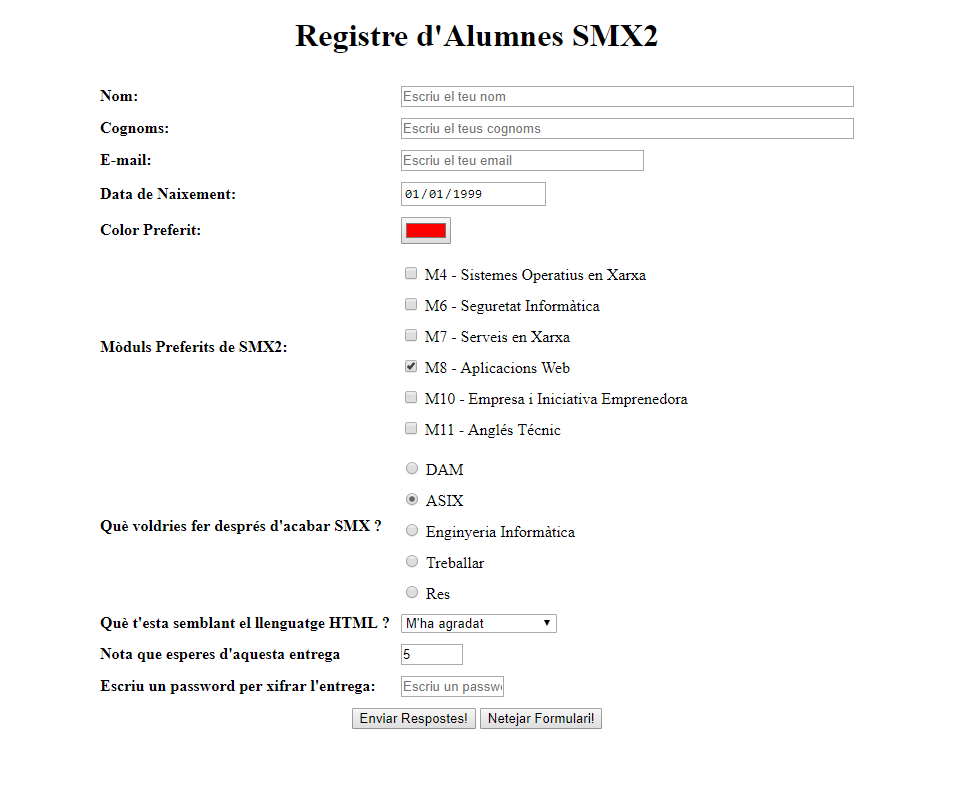 Registre d'Alumnes SMX2
Nom: Escriu el teu nom
Cognoms: Escriu el teus cognoms
E-mail: Escriu el teu email
Data de Naixement: 01/01/1999
Color Preferit:
Mòduls Preferits de SMX2:
M4 - Sistemes Operatius en Xarxa
M6 - Seguretat Informàtica
M7 - Serveis en Xarxa
M8 - Aplicacions Web
M10 - Empresa i Iniciativa Emprenedora
M11 - Anglés Técnic
Què voldries fer després d'acabar SMX ?
DAM
ASIX
Enginyeria Informàtica
Treballar
Res
Què t'esta semblant el llenguatge HTML ? M'ha agradat
Nota que esperes d'aquesta entrega 5
Escriu un password per xifrar l'entrega: Escriu un passw
Enviar Respostes! Netejar Formulari!